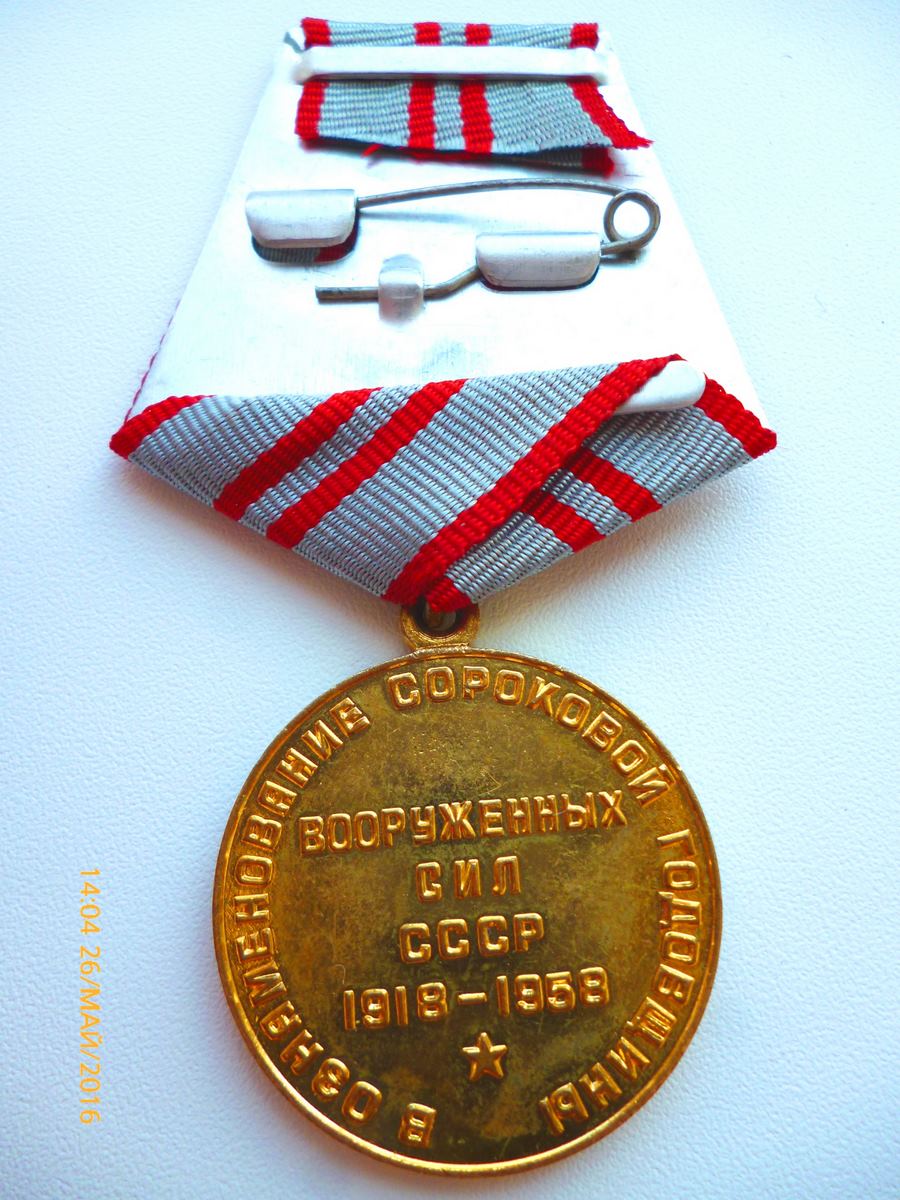 В ОЗНАМЕНОВАНИЕ СОРОКОВОЙ ГОДОВЩИНЫ
ВООРУЖЕННЫХ
СИЛ
СССР
1918-1958
14:04 26/МАЙ/2016